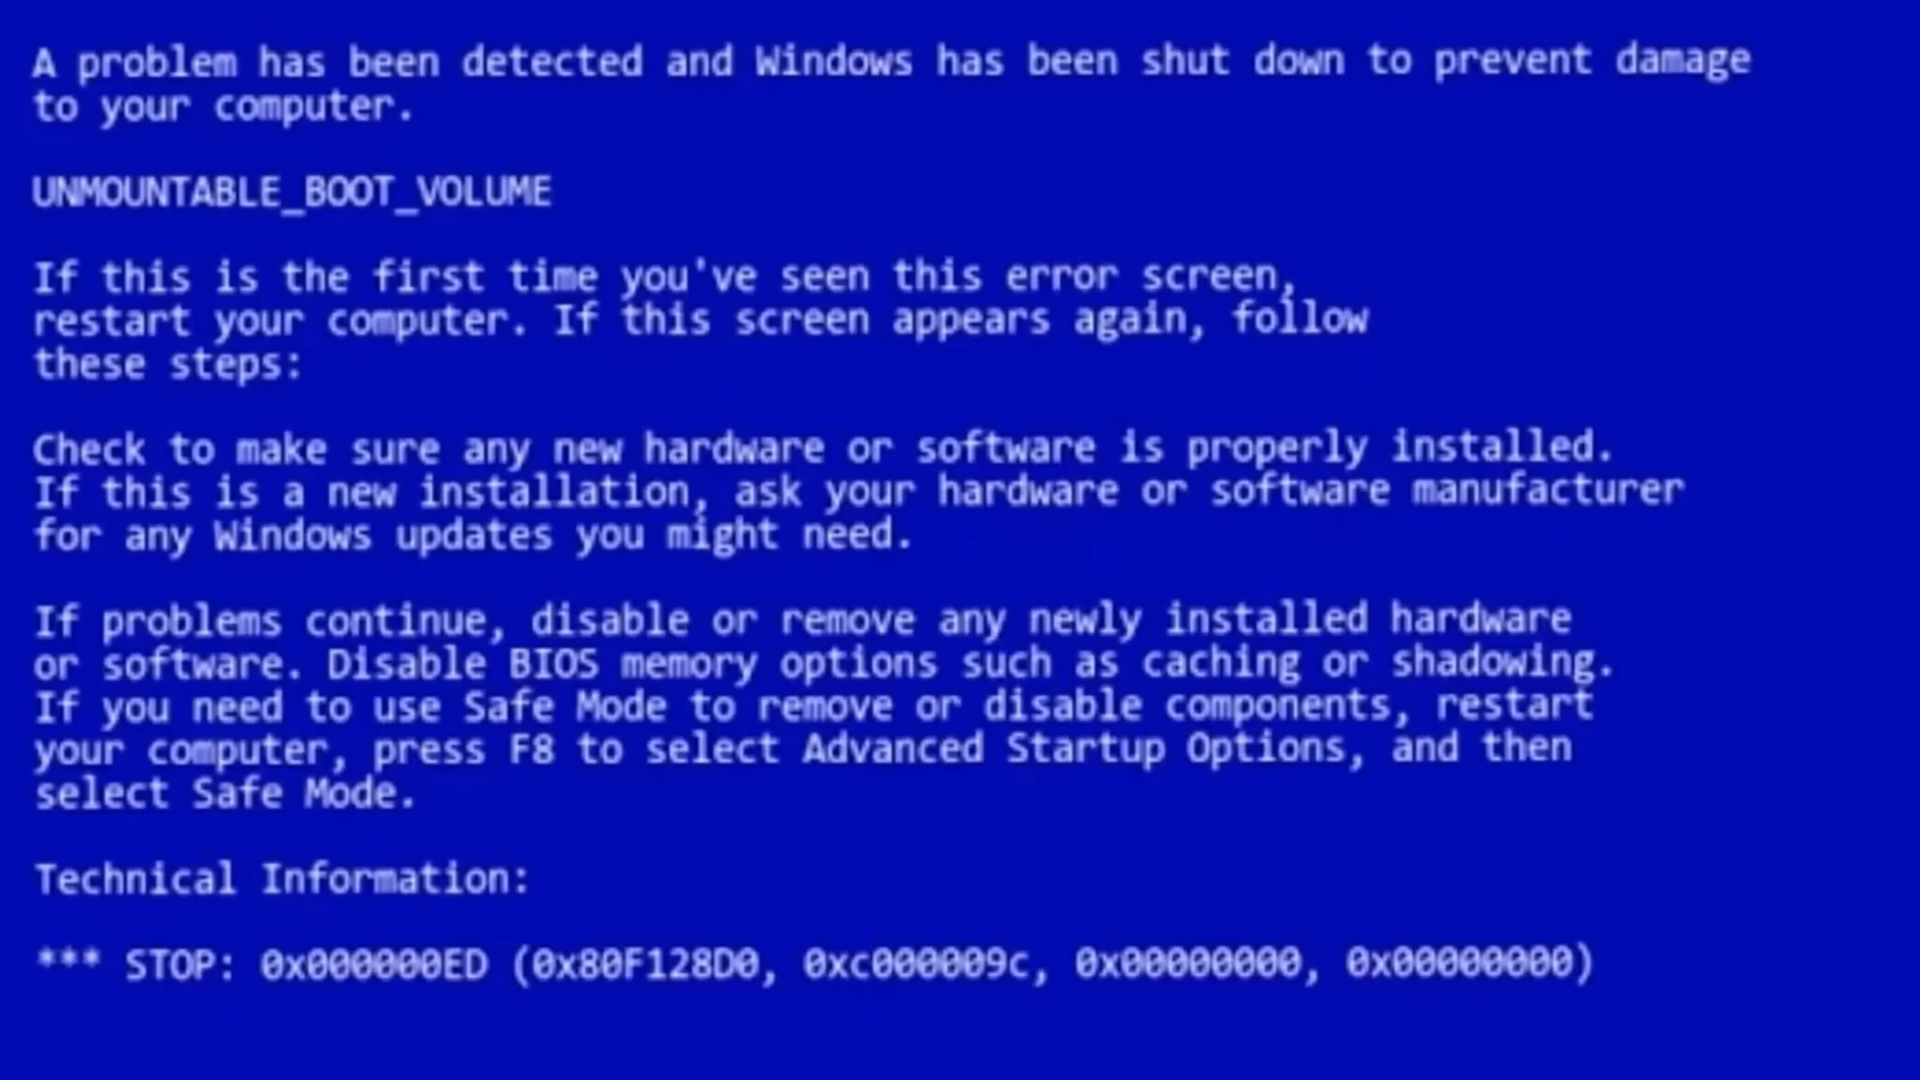 A problem has been detected and Windows has been shut down to prevent damage
to your computer.
UNMOUNTABLE_BOOT_VOLUME
If this is the first time you've seen this error screen,
restart your computer. If this screen appears again, follow
these steps:
Check to make sure any new hardware or software is properly installed.
If this is a new installation, ask your hardware or software manufacturer
for any Windows updates you might need.
If problems continue, disable or remove any newly installed hardware
or software. Disable BIOS memory options such as caching or shadowing.
If you need to use Safe Mode to remove or disable components, restart
your computer, press F8 to select Advanced Startup Options, and then
select Safe Mode.
Technical Information:
*** STOP: 0x000000ED (0x80F128D0, 0xc000009c, 0x00000000, 0x00000000)